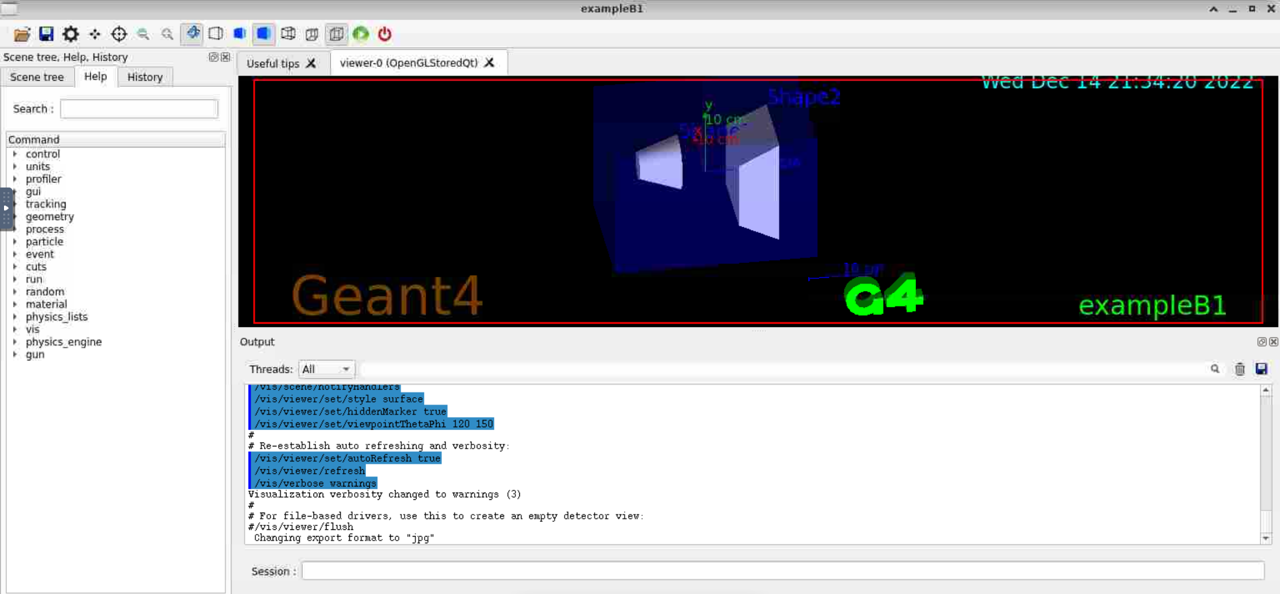 exampleB1
Scene tree, Help, History
Scene tree
Help
History
Search :
Command
control
units
profiler
gui
tracking
geometry
process
particle
event
cuts
run
random
material
physics_lists
vis
physics_engine
gun
Useful tips
viewer-0 (OpenGLStoredQt)
Wed Dec 14 21:34:20 2022
Shape2
y
10 cm
10 cm
Geant4
G4
exampleB1
Output
Threads: All
/vis/scene/notifyHandlers
/vis/viewer/set/style surface
/vis/viewer/set/hiddenMarker true
/vis/viewer/set/viewpointThetaPhi 120 150
#
# Re-establish auto refreshing and verbosity:
/vis/viewer/set/autoRefresh true
/vis/viewer/refresh
/vis/verbose warnings
Visualization verbosity changed to warnings (3)
#
# For file-based drivers, use this to create an empty detector view:
#/vis/viewer/flush
Changing export format to "jpg"
Session :